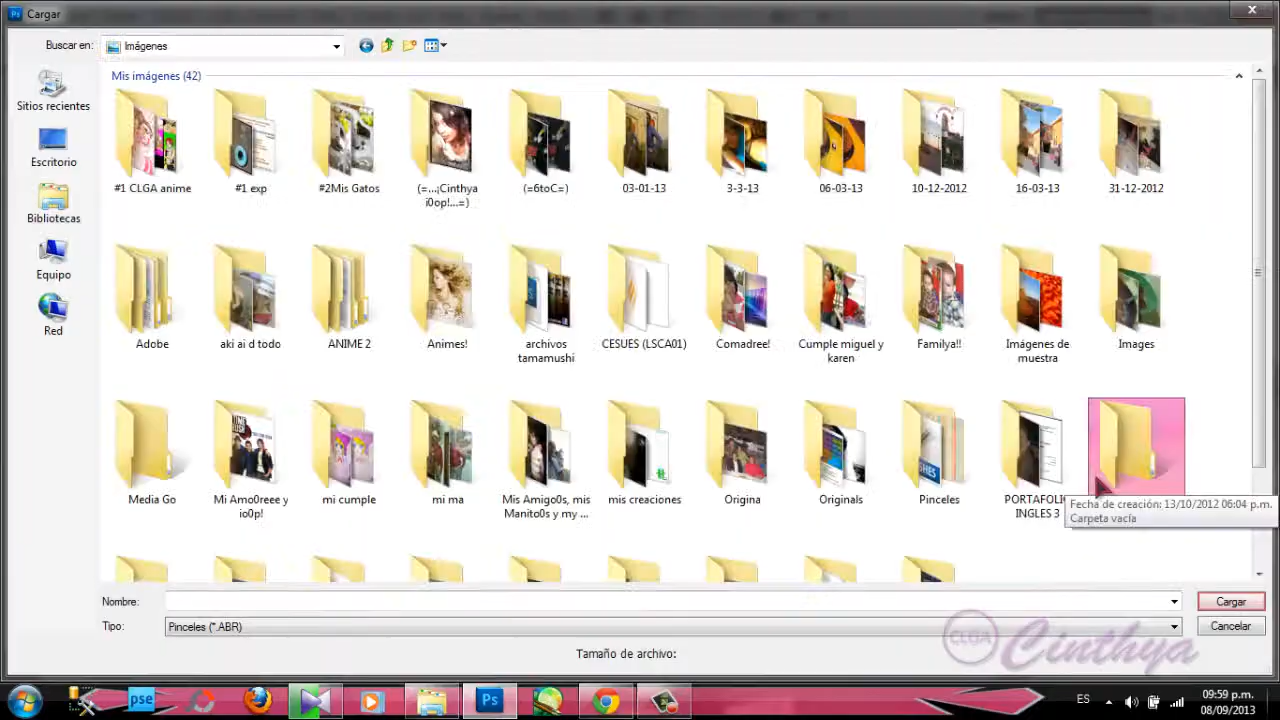 Cargar
Buscar en:
Imágenes
Mis imágenes (42)
Sitios recientes
Escritorio
Bibliotecas
Equipo
Red
#1 CLGA anime
#1 exp
#2Mis Gatos
(=...¡Cinthya
i0op!...=)
(=6toC=)
03-01-13
3-3-13
06-03-13
10-12-2012
16-03-13
31-12-2012
Adobe
aki ai d todo
ANIME 2
Animes!
archivos
tamamushi
CESUES (LSCA01)
Comadree!
Cumple miguel y
karen
Familya!!
Imágenes de
muestra
Images
Media Go
Mi Amo0reee y
io0p!
mi cumple
mi ma
Mis Amigo0s, mis
Manito0s y my ...
mis creaciones
Origina
Originals
Pinceles
PORTAFOLI
INGLES 3
Fecha de creación: 13/10/2012 06:04 p.m.
Carpeta vacía
Nombre:
Cargar
Tipo:
Pinceles (*.ABR)
Cancelar
Tamaño de archivo:
CLGA
Cinthya
pse
Ps
ES
09:59 p.m.
08/09/2013